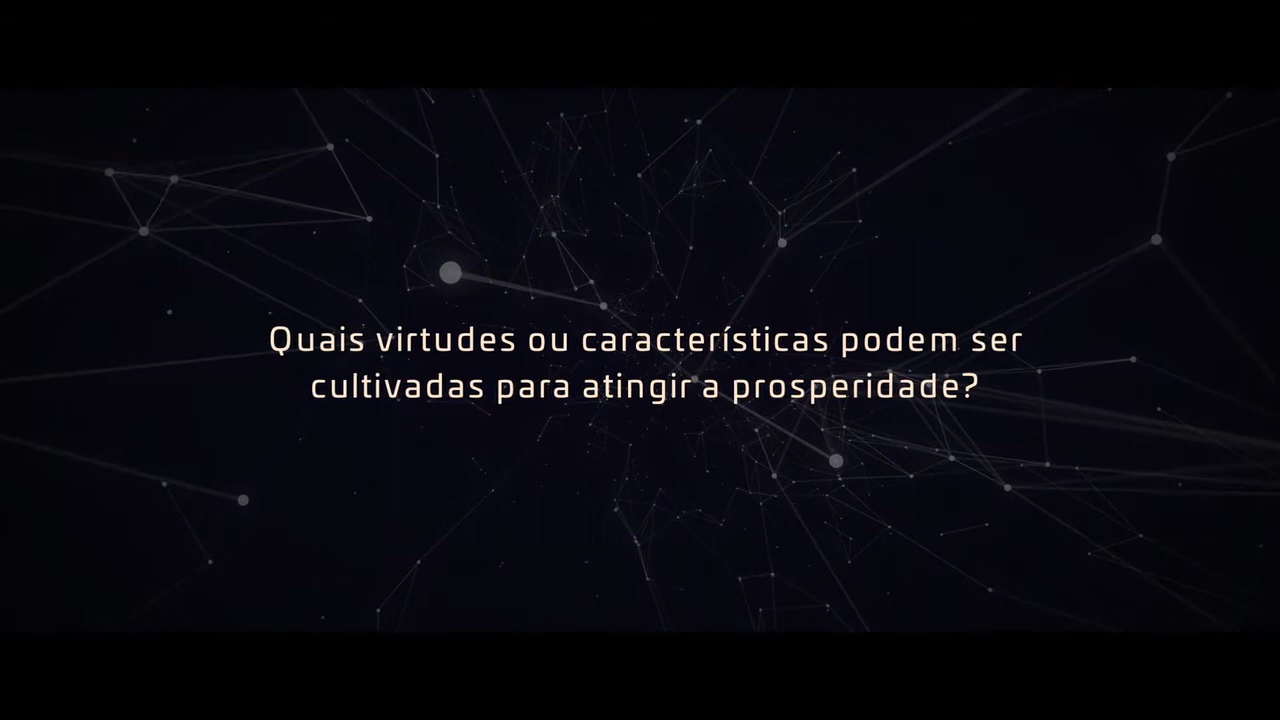 Quais virtudes ou características podem ser
cultivadas para atingir a prosperidade?